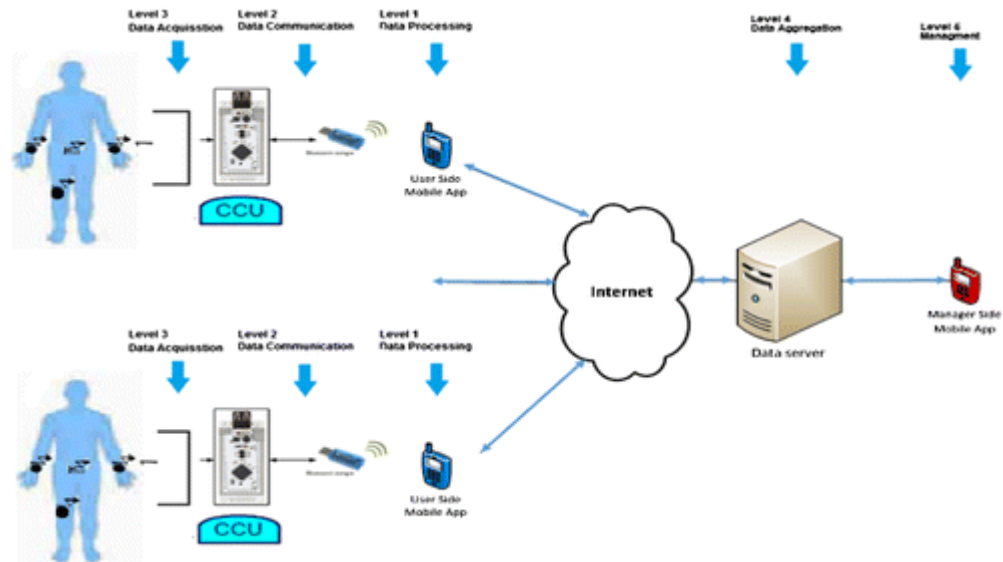 Level 3
Data Acquisstion
Level 2
Data Communication
Level 1
Data Processing
Level 4
Data Aggregation
Level 5
Managment
CCU
User Side
Mobile App
Internet
Data server
Manager Side
Mobile App
Level 3
Data Acquisstion
Level 2
Data Communication
Level 1
Data Processing
CCU
User Side
Mobile App